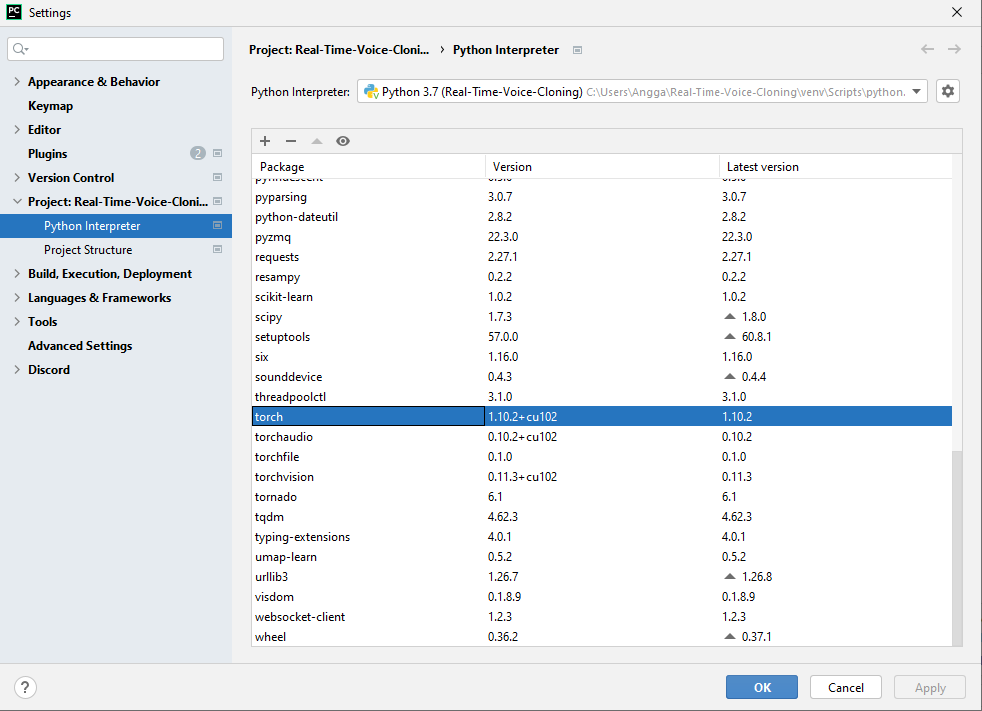 PC Settings
Appearance & Behavior
Keymap
Editor
Plugins 2
Version Control
Project: Real-Time-Voice-Cloni...
Python Interpreter
Project Structure
Build, Execution, Deployment
Languages & Frameworks
Tools
Advanced Settings
Discord
Project: Real-Time-Voice-Cloni... › Python Interpreter
Python Interpreter: Python 3.7 (Real-Time-Voice-Cloning) C:\Users\Angga\Real-Time-Voice-Cloning\venv\Scripts\python.
Package Version Latest version
pyparsing 3.0.7 3.0.7
python-dateutil 2.8.2 2.8.2
pyzmq 22.3.0 22.3.0
requests 2.27.1 2.27.1
resampy 0.2.2 0.2.2
scikit-learn 1.0.2 1.0.2
scipy 1.7.3 1.8.0
setuptools 57.0.0 60.8.1
six 1.16.0 1.16.0
sounddevice 0.4.3 0.4.4
threadpoolctl 3.1.0 3.1.0
torch 1.10.2+cu102 1.10.2
torchaudio 0.10.2+cu102 0.10.2
torchfile 0.1.0 0.1.0
torchvision 0.11.3+cu102 0.11.3
tornado 6.1 6.1
tqdm 4.62.3 4.62.3
typing-extensions 4.0.1 4.0.1
umap-learn 0.5.2 0.5.2
urllib3 1.26.7 1.26.8
visdom 0.1.8.9 0.1.8.9
websocket-client 1.2.3 1.2.3
wheel 0.36.2 0.37.1
? OK Cancel Apply